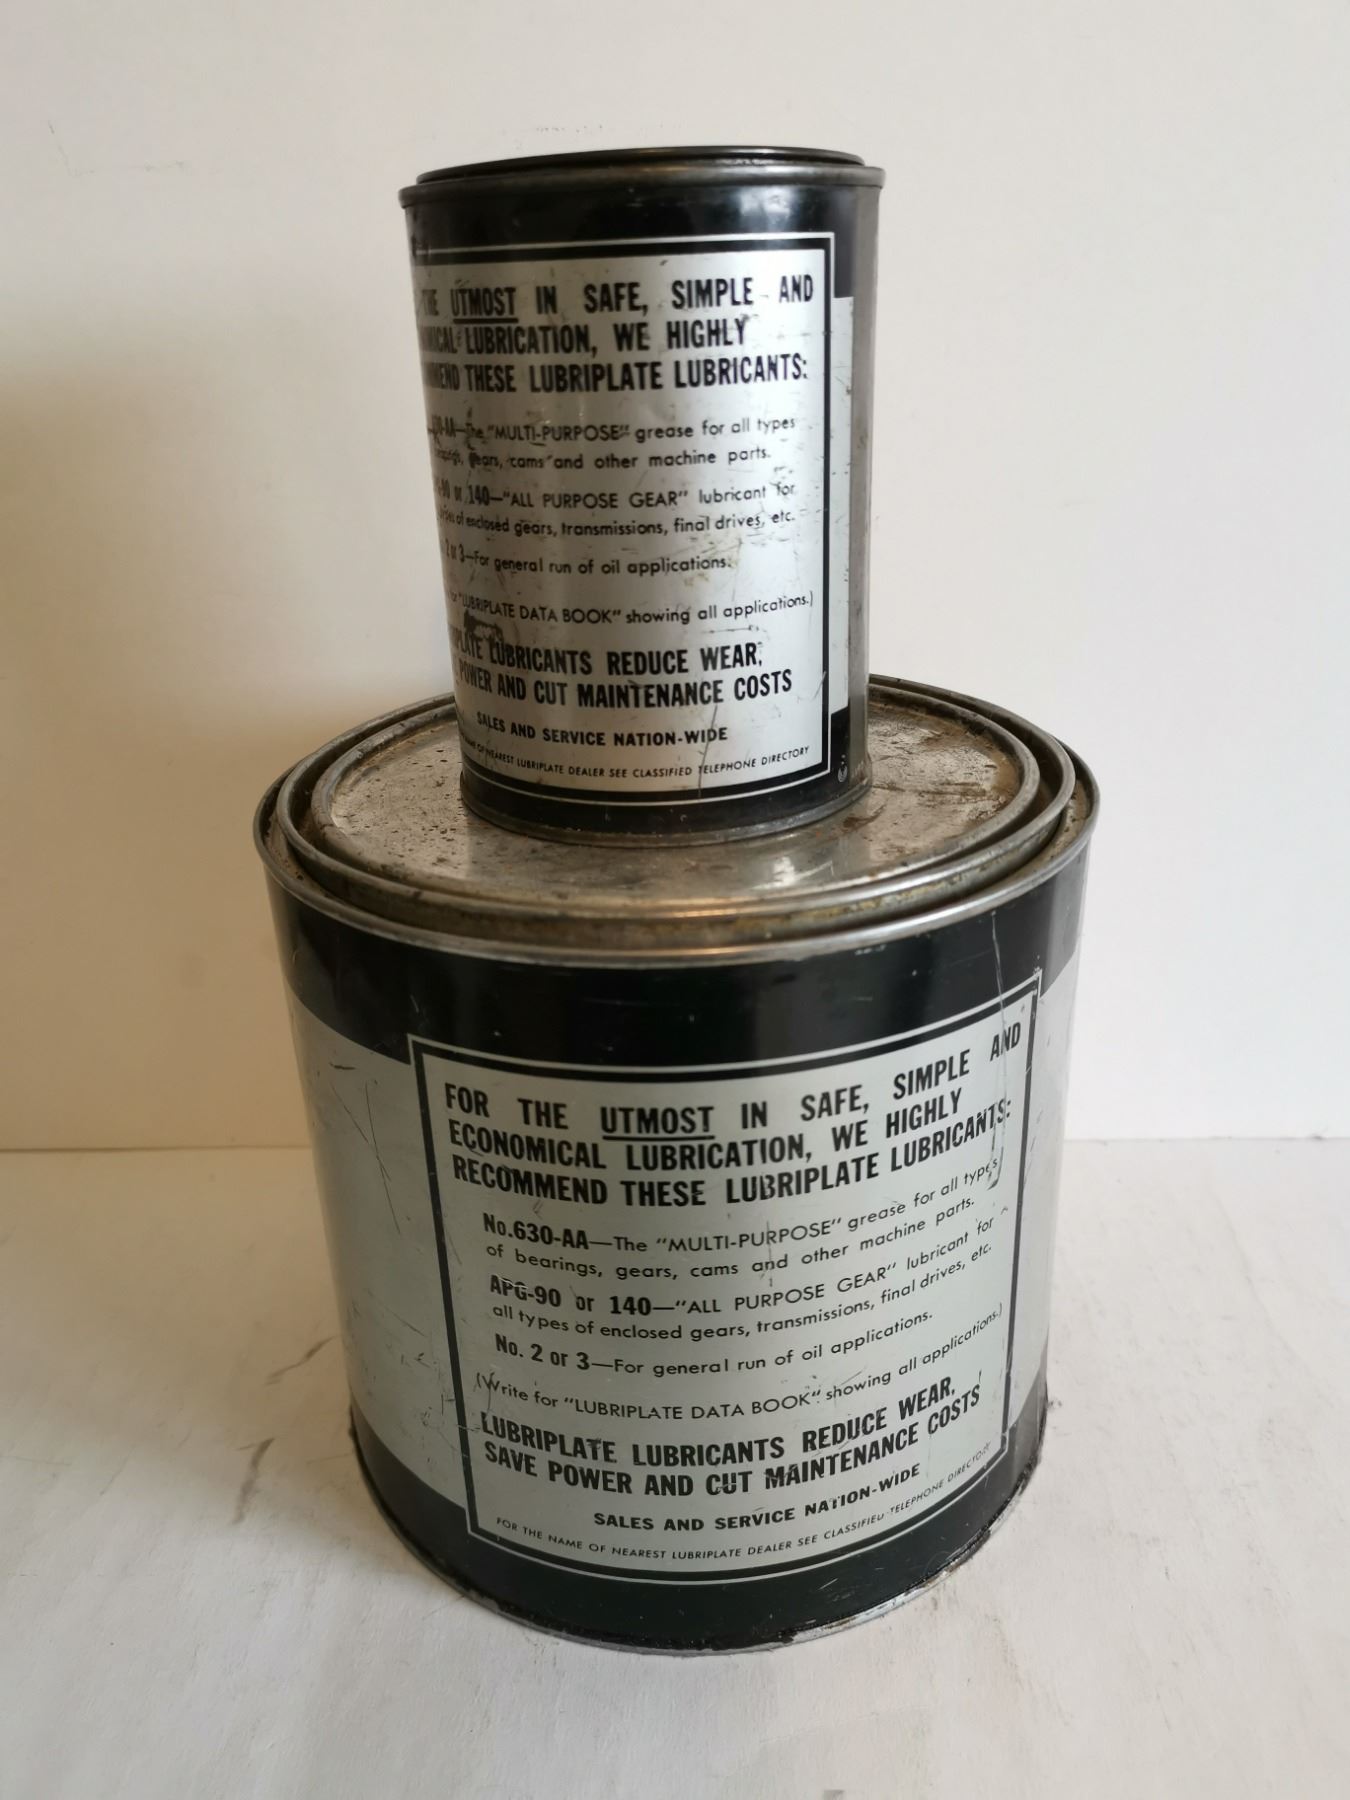 THE UTMOST IN SAFE, SIMPLE AND
LUBRICATION, WE HIGHLY
THESE LUBRIPLATE LUBRICANTS:
The "MULTI-PURPOSE" grease for all types
gears, cams and other machine parts.
or 140—"ALL PURPOSE GEAR" lubricant for
of enclosed gears, transmissions, final drives, etc.
2 or 3—For general run of oil applications.
for "LUBRIPLATE DATA BOOK" showing all applications.)
LUBRICANTS REDUCE WEAR,
POWER AND CUT MAINTENANCE COSTS
SALES AND SERVICE NATION-WIDE
NAME OF NEAREST LUBRIPLATE DEALER SEE CLASSIFIED TELEPHONE DIRECTORY
FOR THE UTMOST IN SAFE, SIMPLE AND
ECONOMICAL LUBRICATION, WE HIGHLY
RECOMMEND THESE LUBRIPLATE LUBRICANTS:
No.630-AA—The "MULTI-PURPOSE" grease for all types
of bearings, gears, cams and other machine parts.
APG-90 or 140—"ALL PURPOSE GEAR" lubricant for
all types of enclosed gears, transmissions, final drives, etc.
No. 2 or 3—For general run of oil applications.
(Write for "LUBRIPLATE DATA BOOK" showing all applications.)
LUBRIPLATE LUBRICANTS REDUCE WEAR,
SAVE POWER AND CUT MAINTENANCE COSTS
SALES AND SERVICE NATION-WIDE
FOR THE NAME OF NEAREST LUBRIPLATE DEALER SEE CLASSIFIED TELEPHONE DIRECTORY